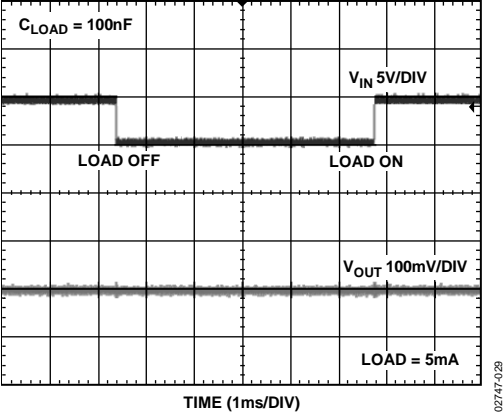 CLOAD = 100nF
VIN 5V/DIV
LOAD OFF
LOAD ON
VOUT 100mV/DIV
LOAD = 5mA
TIME (1ms/DIV)
02747-029